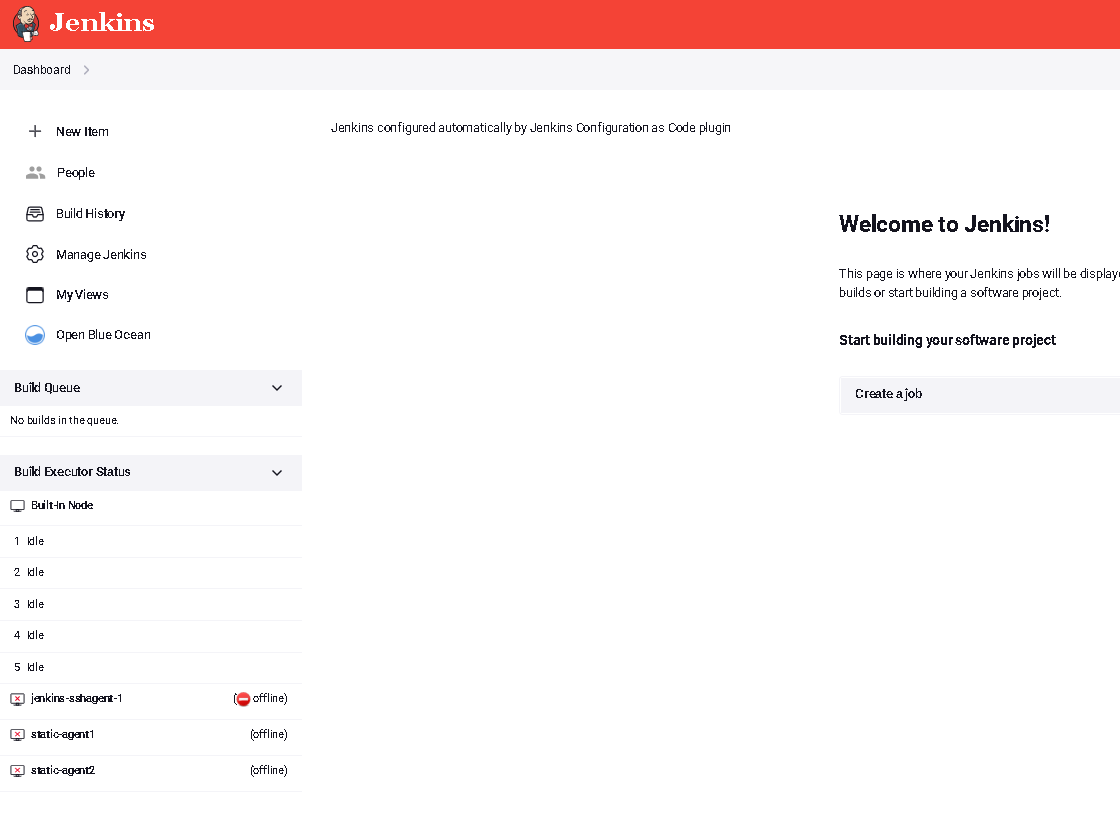 Jenkins
Dashboard
New Item
People
Build History
Manage Jenkins
My Views
Open Blue Ocean
Build Queue
No builds in the queue.
Build Executor Status
Built-In Node
1 Idle
2 Idle
3 Idle
4 Idle
5 Idle
jenkins-sshagent-1 (offline)
static-agent1 (offline)
static-agent2 (offline)
Jenkins configured automatically by Jenkins Configuration as Code plugin
Welcome to Jenkins!
This page is where your Jenkins jobs will be displaye
builds or start building a software project.
Start building your software project
Create a job